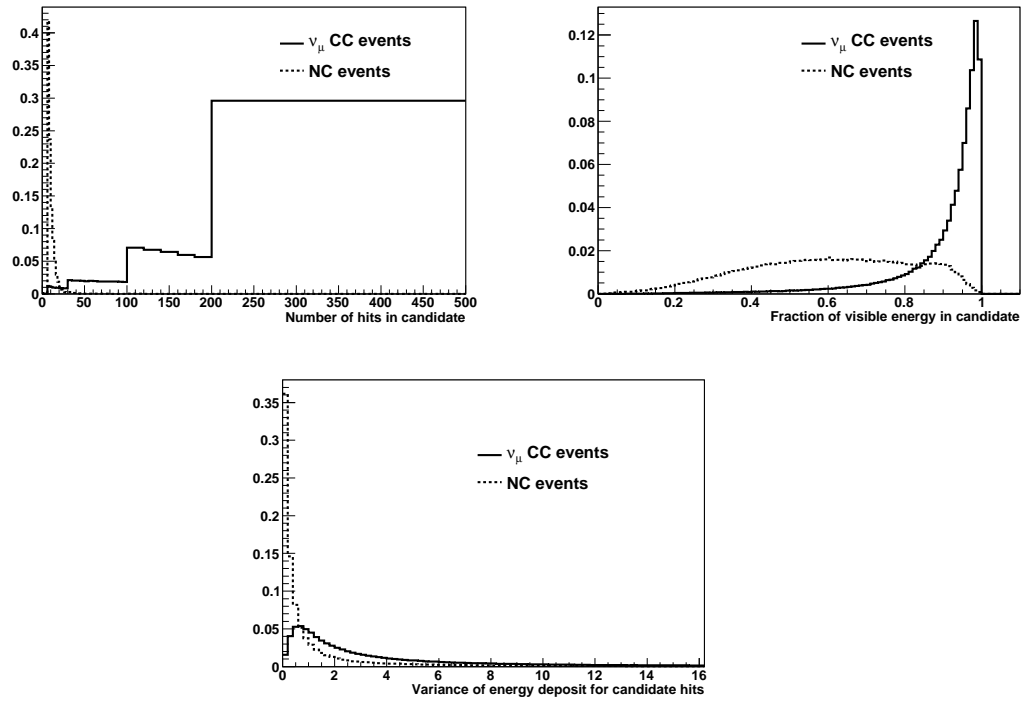 0.4
0.35
0.3
0.25
0.2
0.15
0.1
0.05
0
ν_μ CC events
NC events
0 50 100 150 200 250 300 350 400 450 500
Number of hits in candidate
0.12
0.1
0.08
0.06
0.04
0.02
0
ν_μ CC events
NC events
0 0.2 0.4 0.6 0.8 1
Fraction of visible energy in candidate
0.35
0.3
0.25
0.2
0.15
0.1
0.05
0
ν_μ CC events
NC events
0 2 4 6 8 10 12 14 16
Variance of energy deposit for candidate hits